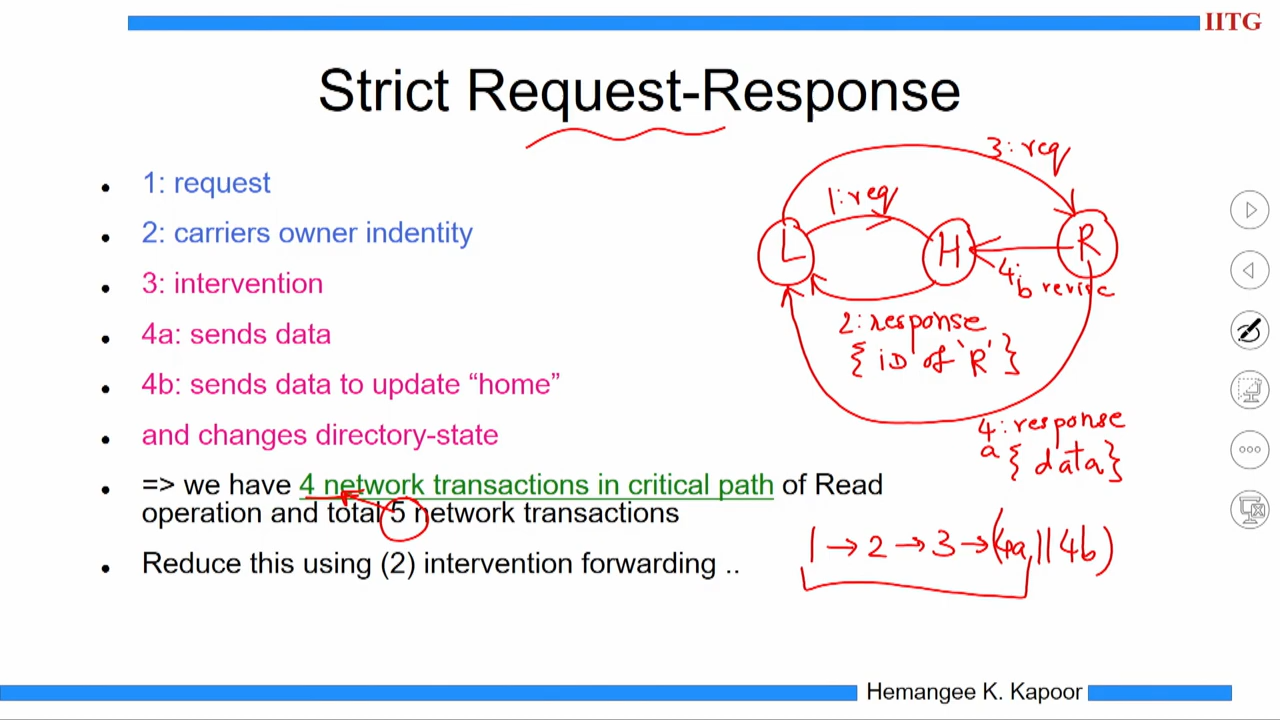 IITG
Strict Request-Response
1: request
2: carriers owner indentity
3: intervention
4a: sends data
4b: sends data to update “home”
and changes directory-state
=> we have 4 network transactions in critical path of Read
operation and total 5 network transactions
Reduce this using (2) intervention forwarding ..
3: req
1: req
L
H
R
4:
b revise
2: response
{ iD of 'R' }
4: response
a { data }
1 → 2 → 3 → (4a || 4b)
Hemangee K. Kapoor